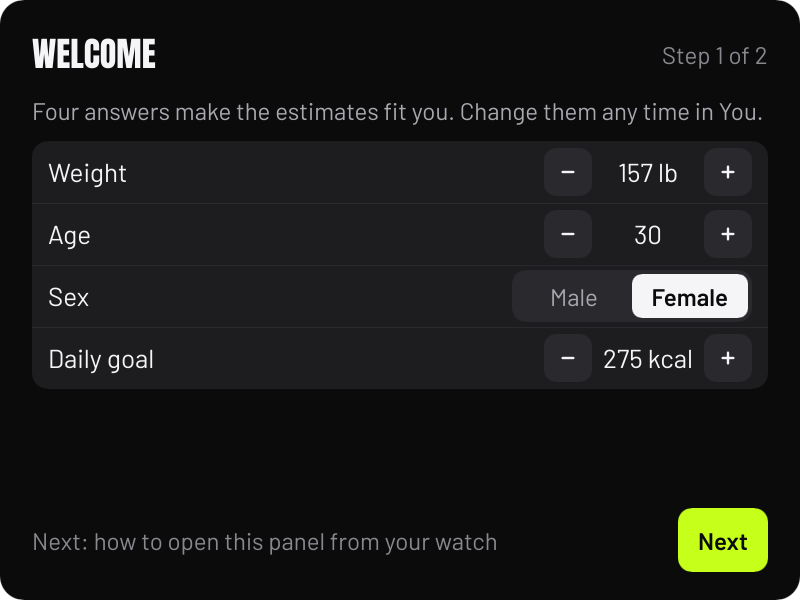 WELCOME
Step 1 of 2
Four answers make the estimates fit you. Change them any time in You.
Weight − 157 lb +
Age − 30 +
Sex Male Female
Daily goal − 275 kcal +
Next: how to open this panel from your watch
Next